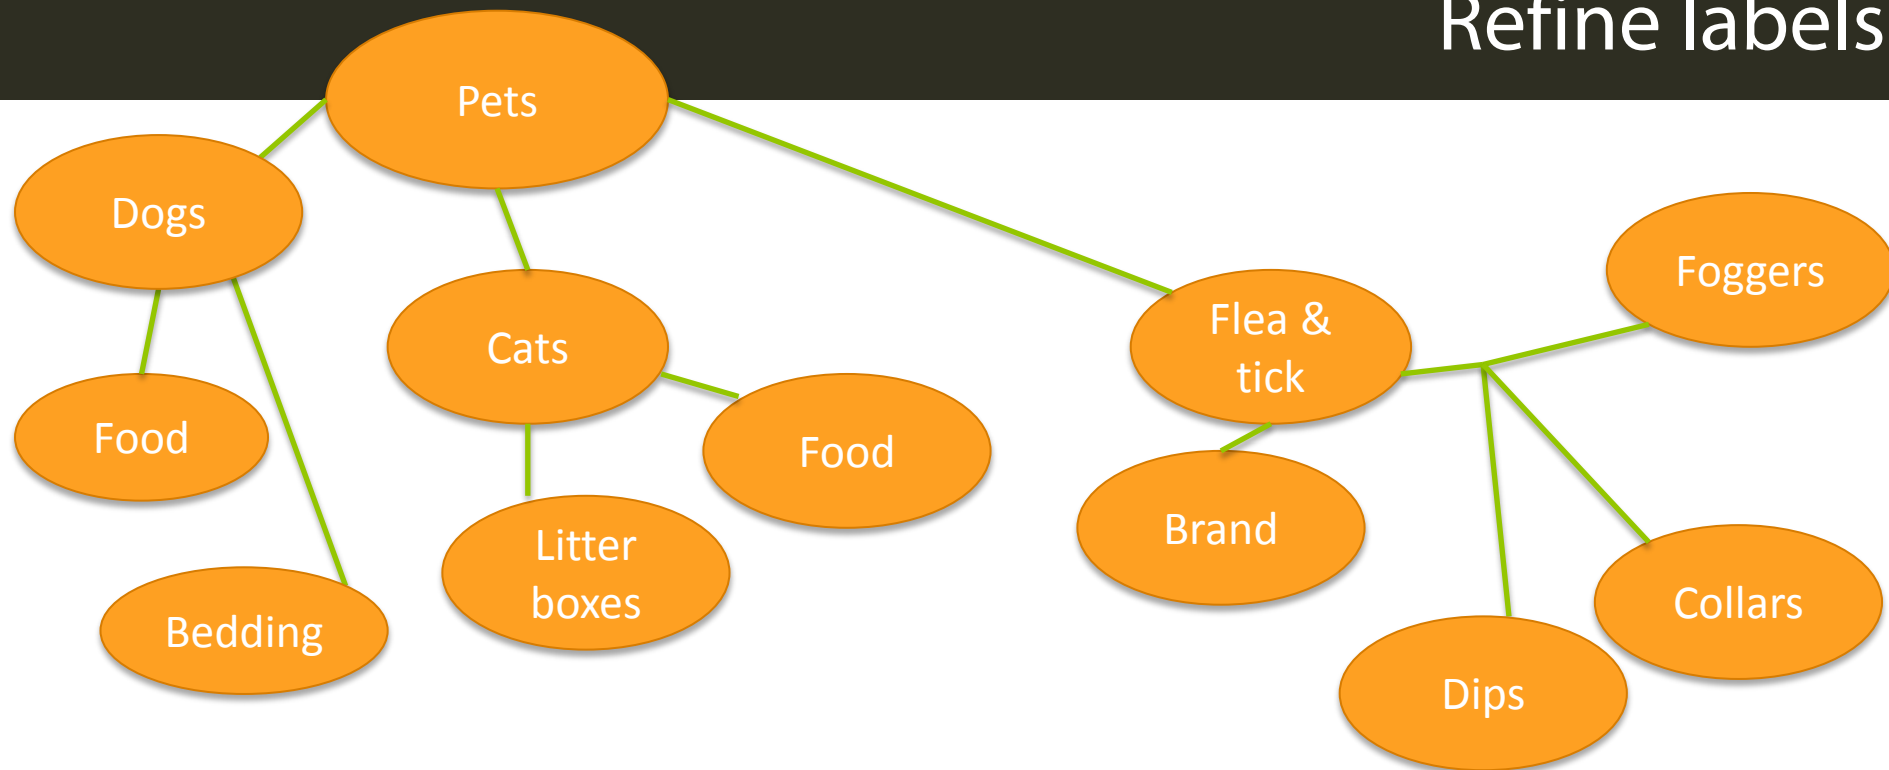 Refine labels
Pets
Dogs
Foggers
Flea &
tick
Cats
Food
Food
Brand
Litter
boxes
Collars
Bedding
Dips